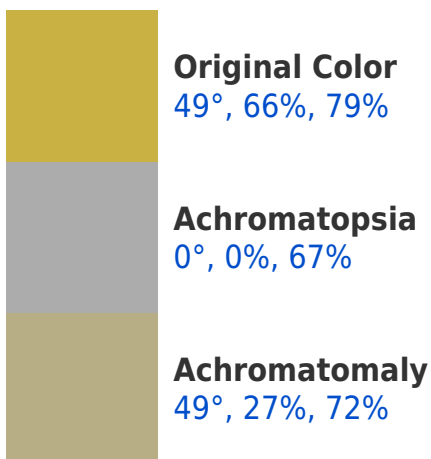 Original Color
49°, 66%, 79%
Achromatopsia
0°, 0%, 67%
Achromatomaly
49°, 27%, 72%